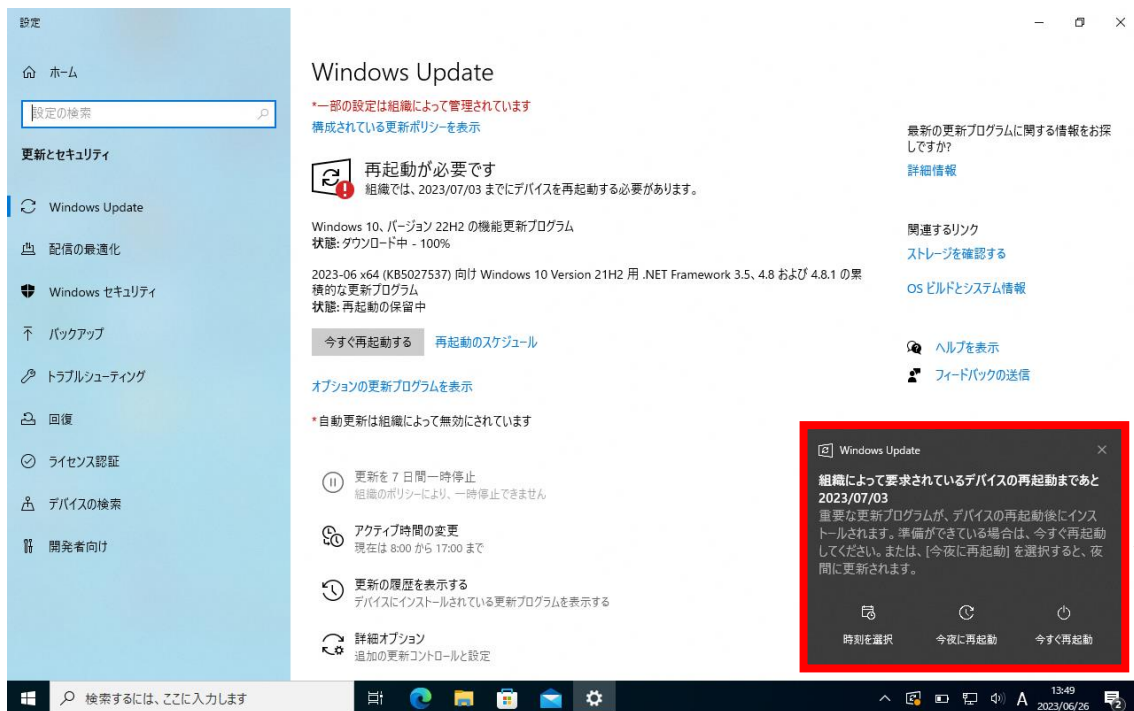 設定
ホーム
設定の検索
更新とセキュリティ
Windows Update
配信の最適化
Windows セキュリティ
バックアップ
トラブルシューティング
回復
ライセンス認証
デバイスの検索
開発者向け
Windows Update
*一部の設定は組織によって管理されています
構成されている更新ポリシーを表示
再起動が必要です
組織では、2023/07/03 までにデバイスを再起動する必要があります。
Windows 10、バージョン 22H2 の機能更新プログラム
状態: ダウンロード中 - 100%
2023-06 x64 (KB5027537) 向け Windows 10 Version 21H2 用 .NET Framework 3.5、4.8 および 4.8.1 の累
積的な更新プログラム
状態: 再起動の保留中
今すぐ再起動する
再起動のスケジュール
オプションの更新プログラムを表示
*自動更新は組織によって無効にされています
更新を 7 日間一時停止
組織のポリシーにより、一時停止できません
アクティブ時間の変更
現在は 8:00 から 17:00 まで
更新の履歴を表示する
デバイスにインストールされている更新プログラムを表示する
詳細オプション
追加の更新コントロールと設定
最新の更新プログラムに関する情報をお探
しですか?
詳細情報
関連するリンク
ストレージを確認する
OS ビルドとシステム情報
ヘルプを表示
フィードバックの送信
Windows Update
組織によって要求されているデバイスの再起動まであと
2023/07/03
重要な更新プログラムが、デバイスの再起動後にインス
トールされます。準備ができている場合は、今すぐ再起動
してください。または、[今夜に再起動] を選択すると、夜
間に更新されます。
時刻を選択
今夜に再起動
今すぐ再起動
検索するには、ここに入力します
A
13:49
2023/06/26
2